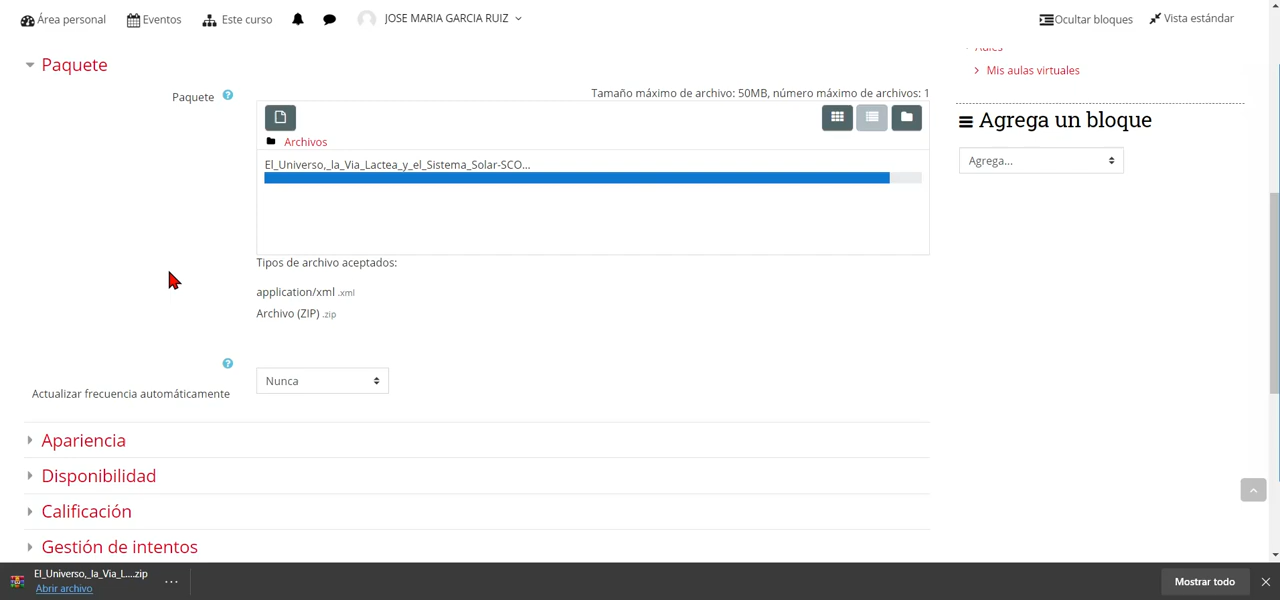 Área personal Eventos Este curso JOSE MARIA GARCIA RUIZ Ocultar bloques Vista estándar
Aules
Paquete
Mis aulas virtuales
Paquete
Tamaño máximo de archivo: 50MB, número máximo de archivos: 1
Agrega un bloque
Archivos
Agrega...
El_Universo,_la_Via_Lactea_y_el_Sistema_Solar-SCO...
Tipos de archivo aceptados:
application/xml .xml
Archivo (ZIP) .zip
Nunca
Actualizar frecuencia automáticamente
Apariencia
Disponibilidad
Calificación
Gestión de intentos
El_Universo,_la_Via_L....zip
Abrir archivo
Mostrar todo